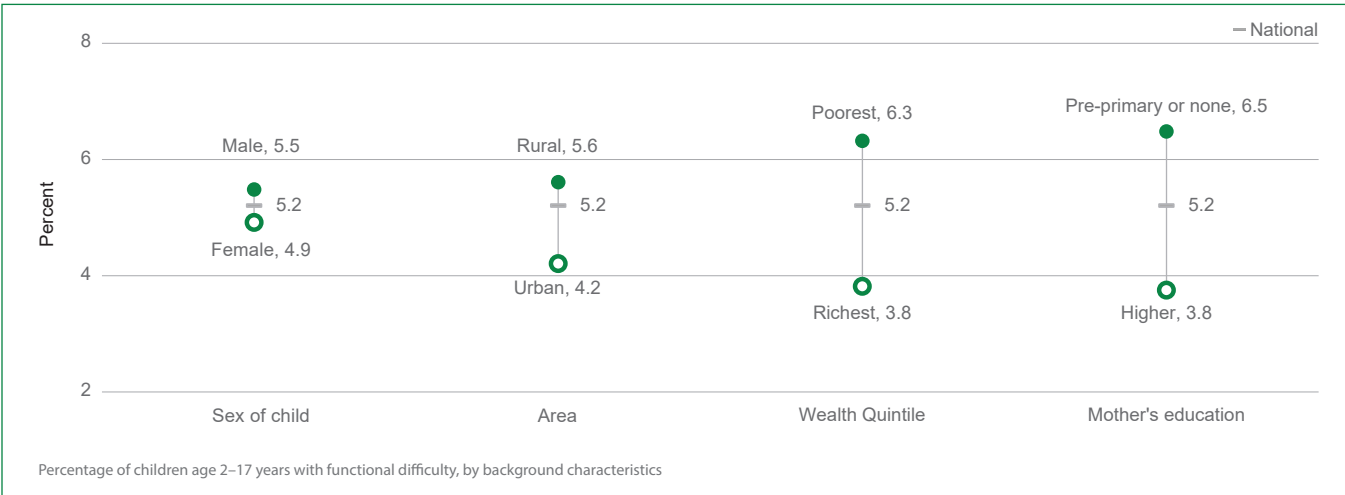 National
8
6
4
2
Percent
Male, 5.5
5.2
Female, 4.9
Rural, 5.6
5.2
Urban, 4.2
Poorest, 6.3
5.2
Richest, 3.8
Pre-primary or none, 6.5
5.2
Higher, 3.8
Sex of child
Area
Wealth Quintile
Mother's education
Percentage of children age 2–17 years with functional difficulty, by background characteristics